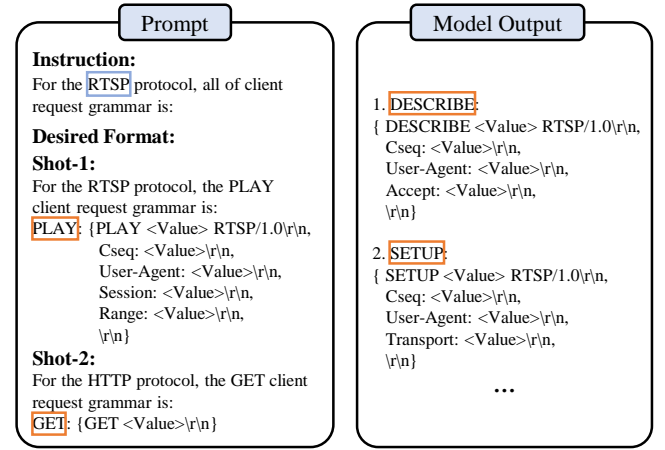 Prompt
Instruction:
For the RTSP protocol, all of client
request grammar is:
Desired Format:
Shot-1:
For the RTSP protocol, the PLAY
client request grammar is:
PLAY: {PLAY <Value> RTSP/1.0\r\n,
Cseq: <Value>\r\n,
User-Agent: <Value>\r\n,
Session: <Value>\r\n,
Range: <Value>\r\n,
\r\n}
Shot-2:
For the HTTP protocol, the GET client
request grammar is:
GET: {GET <Value>\r\n}
Model Output
1. DESCRIBE:
{ DESCRIBE <Value> RTSP/1.0\r\n,
Cseq: <Value>\r\n,
User-Agent: <Value>\r\n,
Accept: <Value>\r\n,
\r\n}
2. SETUP:
{ SETUP <Value> RTSP/1.0\r\n,
Cseq: <Value>\r\n,
User-Agent: <Value>\r\n,
Transport: <Value>\r\n,
\r\n}
...